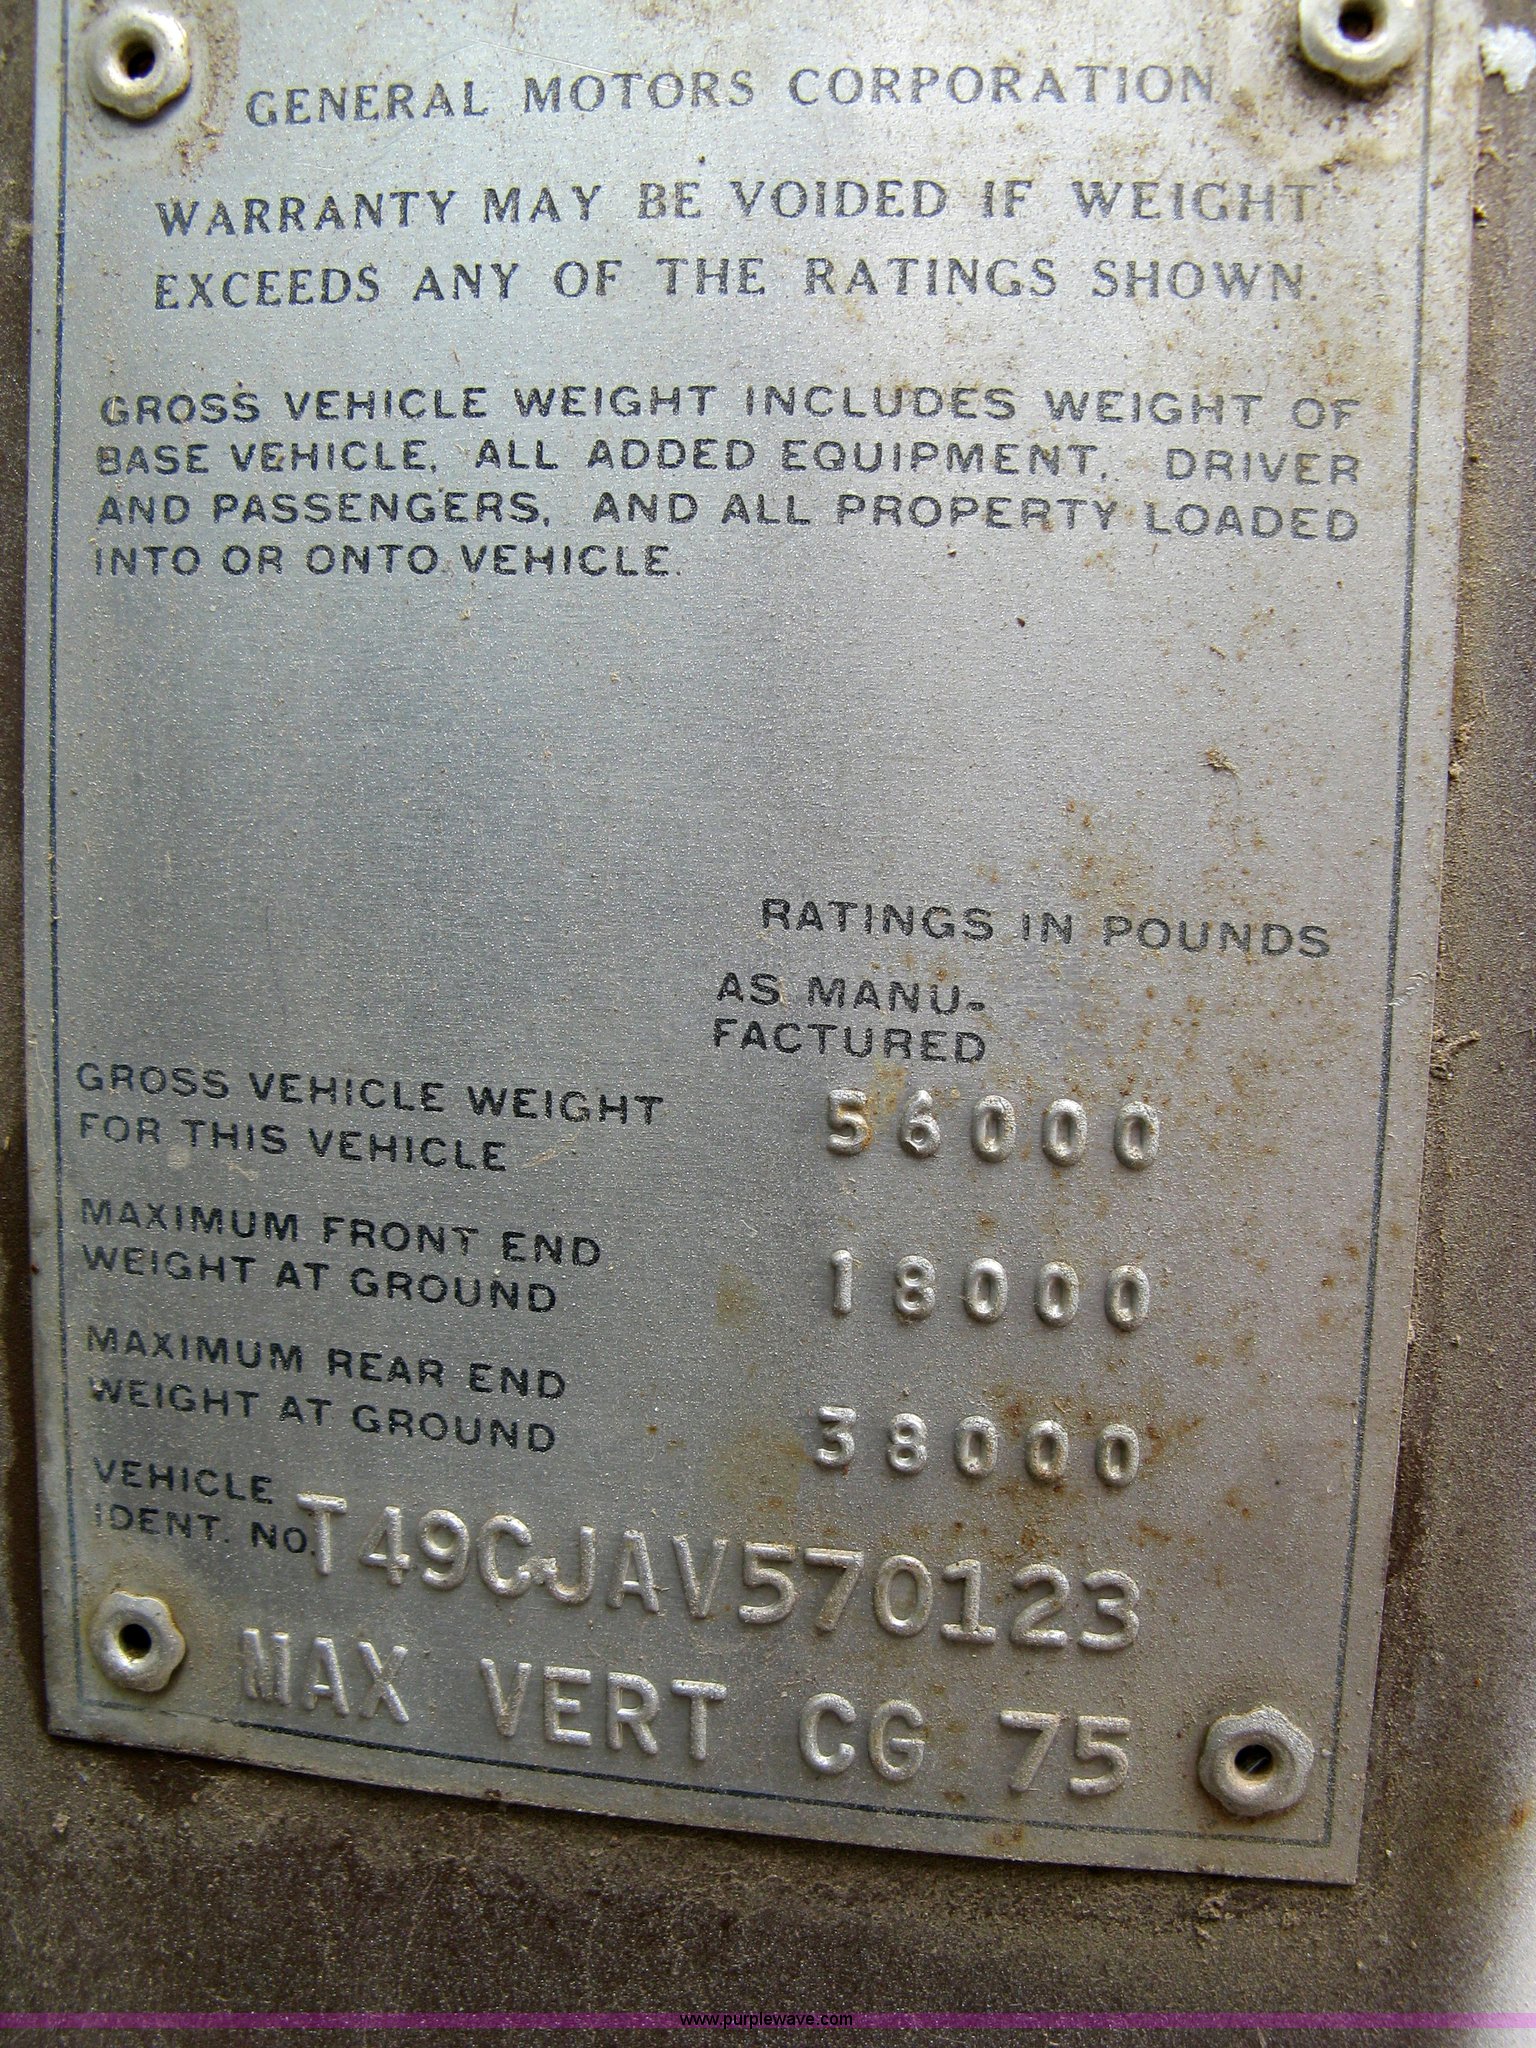 GENERAL MOTORS CORPORATION
WARRANTY MAY BE VOIDED IF WEIGHT
EXCEEDS ANY OF THE RATINGS SHOWN.
GROSS VEHICLE WEIGHT INCLUDES WEIGHT OF
BASE VEHICLE, ALL ADDED EQUIPMENT, DRIVER
AND PASSENGERS, AND ALL PROPERTY LOADED
INTO OR ONTO VEHICLE.
RATINGS IN POUNDS
AS MANU-
FACTURED
GROSS VEHICLE WEIGHT
FOR THIS VEHICLE 56000
MAXIMUM FRONT END
WEIGHT AT GROUND 18000
MAXIMUM REAR END
WEIGHT AT GROUND 38000
VEHICLE
IDENT. NO. T49CJAV570123
MAX VERT CG 75
www.purplewave.com